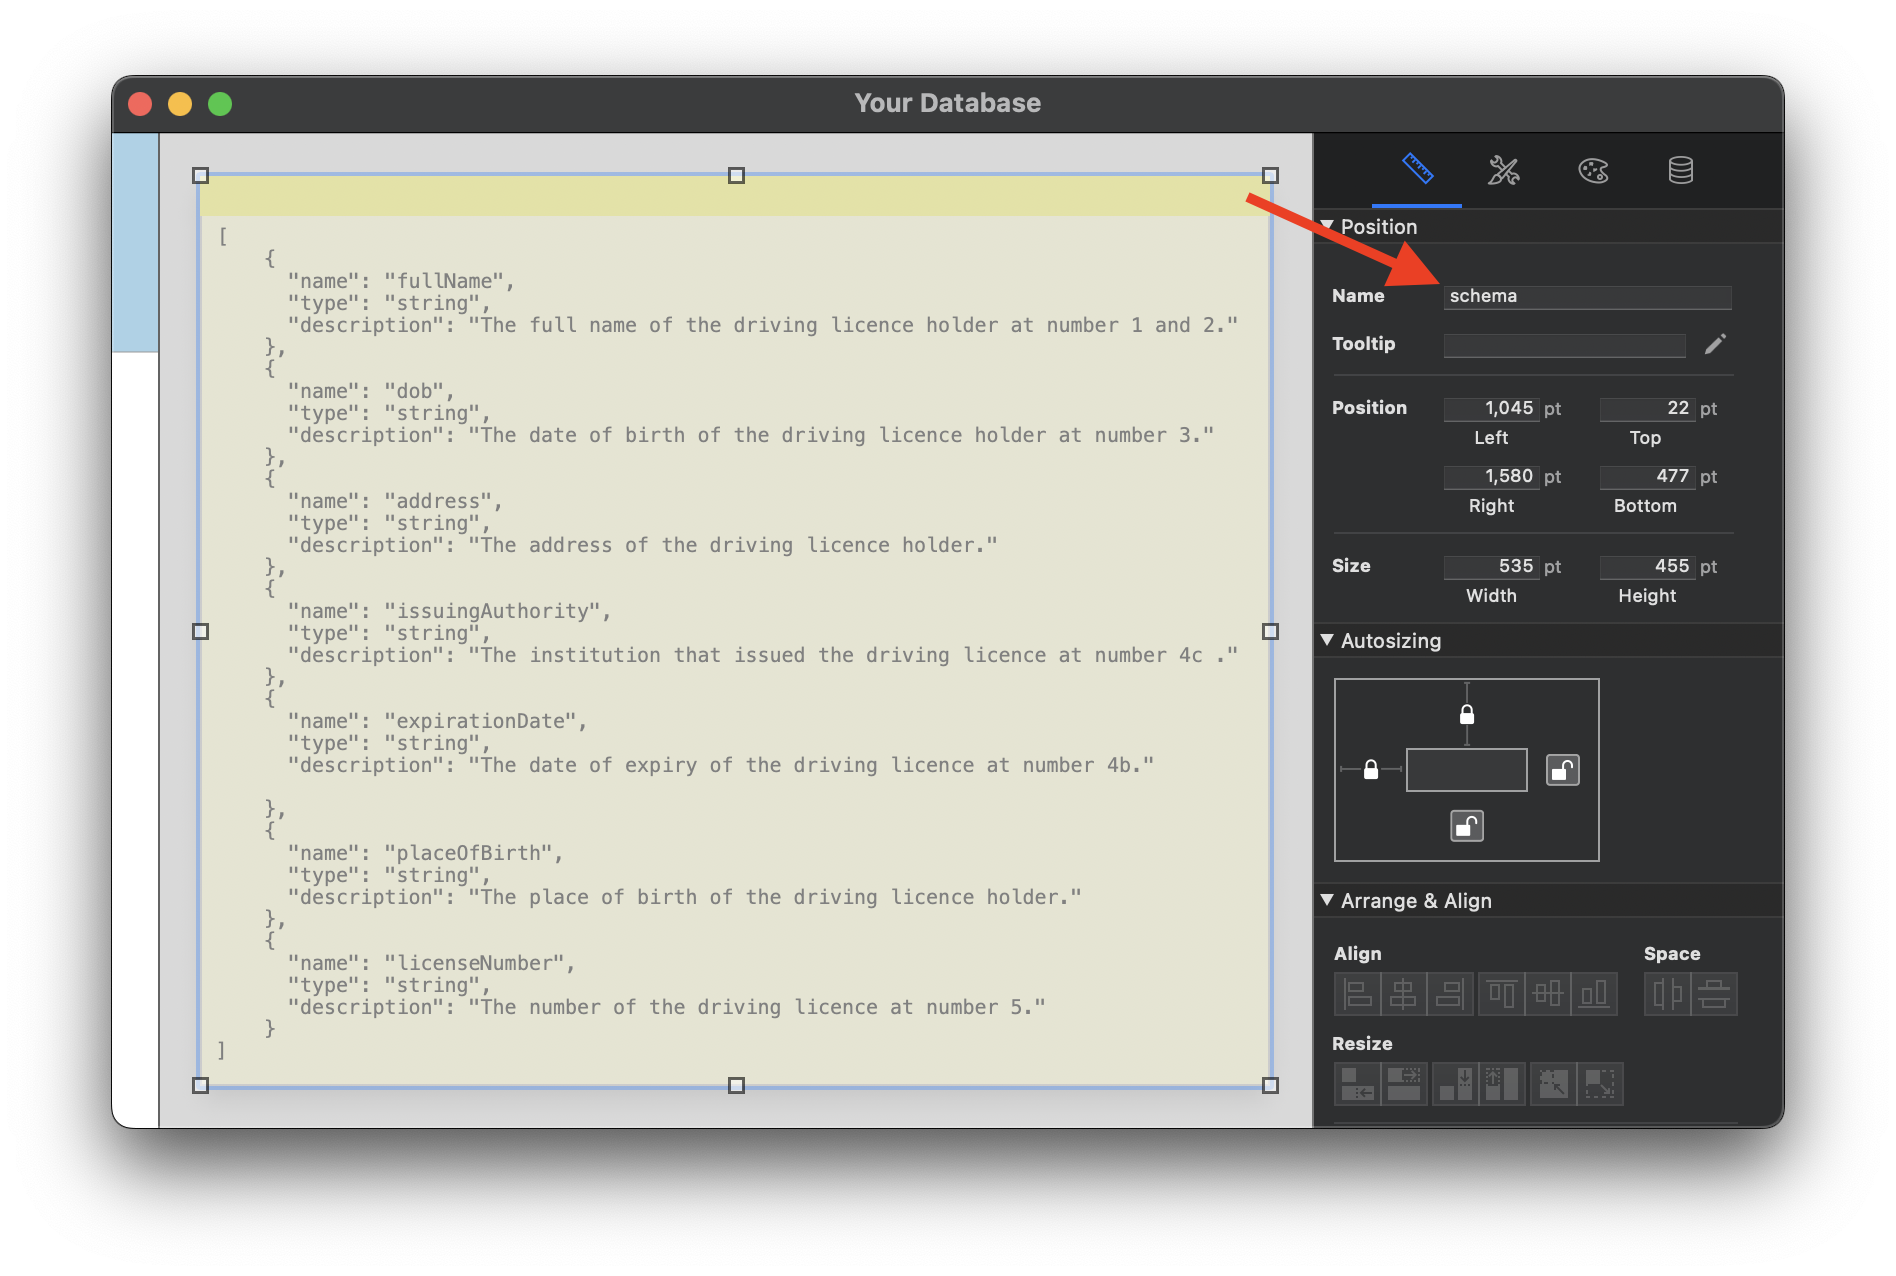 Your Database
[
    {
      "name": "fullName",
      "type": "string",
      "description": "The full name of the driving licence holder at number 1 and 2."
    },
    {
      "name": "dob",
      "type": "string",
      "description": "The date of birth of the driving licence holder at number 3."
    },
    {
      "name": "address",
      "type": "string",
      "description": "The address of the driving licence holder."
    },
    {
      "name": "issuingAuthority",
      "type": "string",
      "description": "The institution that issued the driving licence at number 4c ."
    },
    {
      "name": "expirationDate",
      "type": "string",
      "description": "The date of expiry of the driving licence at number 4b."
    },
    {
      "name": "placeOfBirth",
      "type": "string",
      "description": "The place of birth of the driving licence holder."
    },
    {
      "name": "licenseNumber",
      "type": "string",
      "description": "The number of the driving licence at number 5."
    }
]
Position
Name schema
Tooltip
Position 1,045 pt 22 pt
Left Top
1,580 pt 477 pt
Right Bottom
Size 535 pt 455 pt
Width Height
Autosizing
Arrange & Align
Align Space
Resize